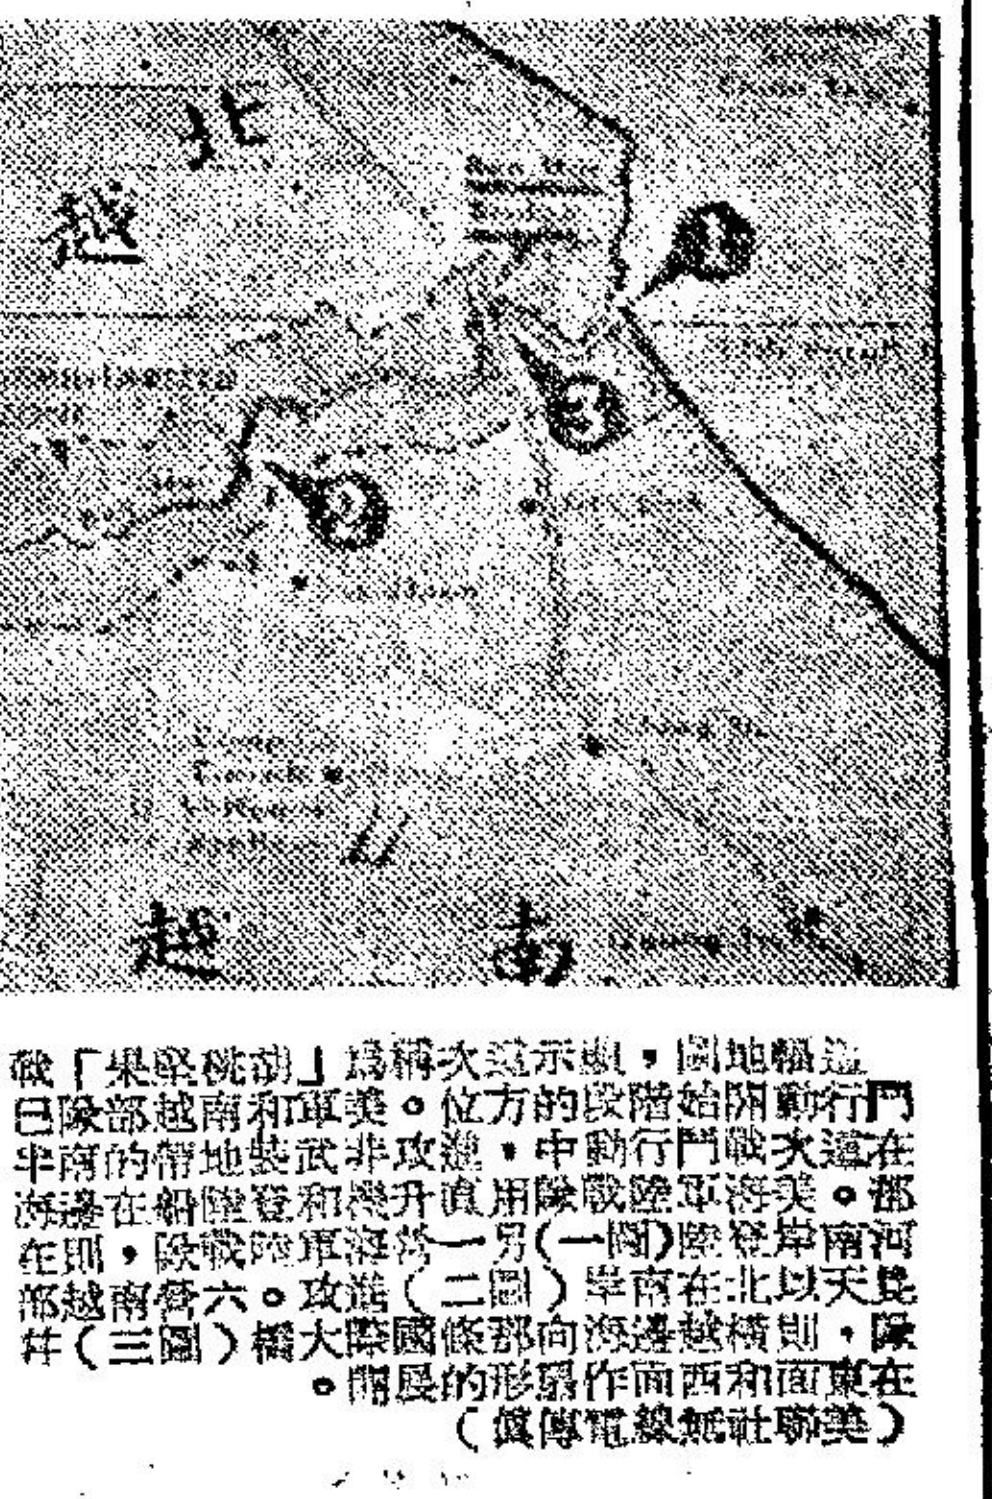 北
越
南越
這幅地圖，顯示這次稱爲「胡桃堅果」戰
鬥行動開始階段的方位。美軍和南越部隊已
在這次戰鬥行動中，進攻非武裝地帶的南半
部。美海軍陸戰隊用直升機和登陸船在邊海
河南岸登陸（圖一）另一營海軍陸戰段，則在
天以北在南岸（圖二）進攻。六營南越部
隊，則橫越邊海向那條國際大橋（圖三）幷
在東面和西面作扇形的展開。
（美聯社無線電傳眞）